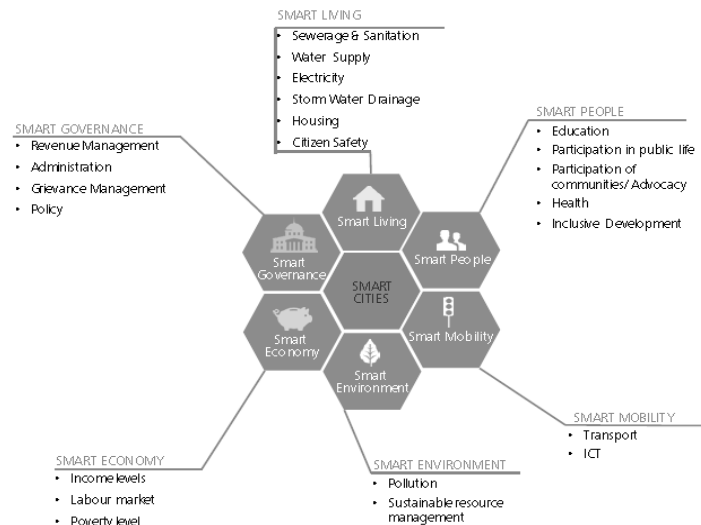 SMART LIVING
• Sewerage & Sanitation
• Water Supply
• Electricity
• Storm Water Drainage
• Housing
• Citizen Safety
SMART PEOPLE
• Education
• Participation in public life
• Participation of
communities/ Advocacy
• Health
• Inclusive Development
SMART GOVERNANCE
• Revenue Management
• Administration
• Grievance Management
• Policy
Smart Living
Smart People
Smart
Governance
SMART
CITIES
Smart
Economy
Smart Mobility
Smart
Environment
SMART MOBILITY
• Transport
• ICT
SMART ECONOMY
• Income levels
• Labour market
• Poverty level
SMART ENVIRONMENT
• Pollution
• Sustainable resource
management